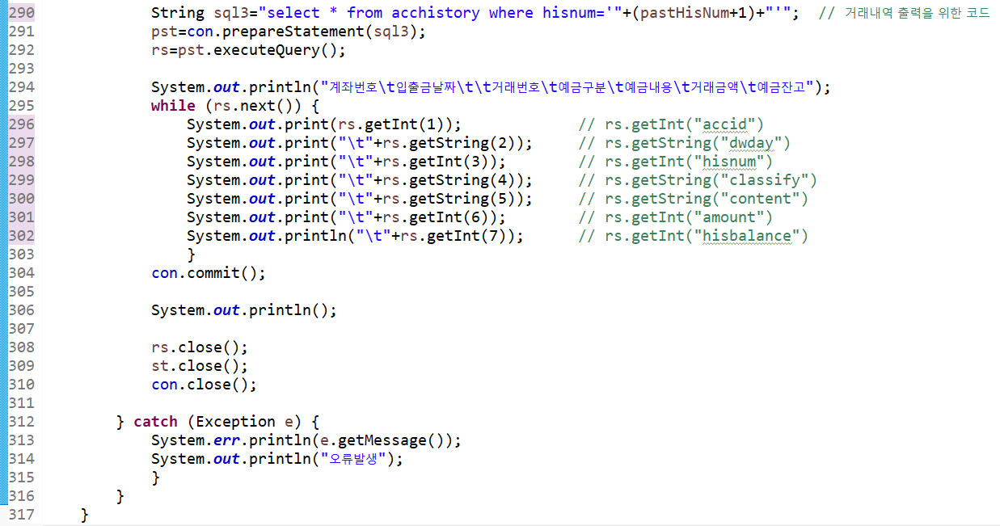 290 String sql3="select * from acchistory where hisnum='"+(pastHisNum+1)+"'"; // 거래내역 출력을 위한 코드
291 pst=con.prepareStatement(sql3);
292 rs=pst.executeQuery();
293
294 System.out.println("계좌번호\t입출금날짜\t\t거래번호\t예금구분\t예금내용\t거래금액\t예금잔고");
295 while (rs.next()) {
296 System.out.print(rs.getInt(1)); // rs.getInt("accid")
297 System.out.print("\t"+rs.getString(2)); // rs.getString("dwday")
298 System.out.print("\t"+rs.getInt(3)); // rs.getInt("hisnum")
299 System.out.print("\t"+rs.getString(4)); // rs.getString("classify")
300 System.out.print("\t"+rs.getString(5)); // rs.getString("content")
301 System.out.print("\t"+rs.getInt(6)); // rs.getInt("amount")
302 System.out.println("\t"+rs.getInt(7)); // rs.getInt("hisbalance")
303 }
304 con.commit();
305
306 System.out.println();
307
308 rs.close();
309 st.close();
310 con.close();
311
312 } catch (Exception e) {
313 System.err.println(e.getMessage());
314 System.out.println("오류발생");
315 }
316 }
317 }